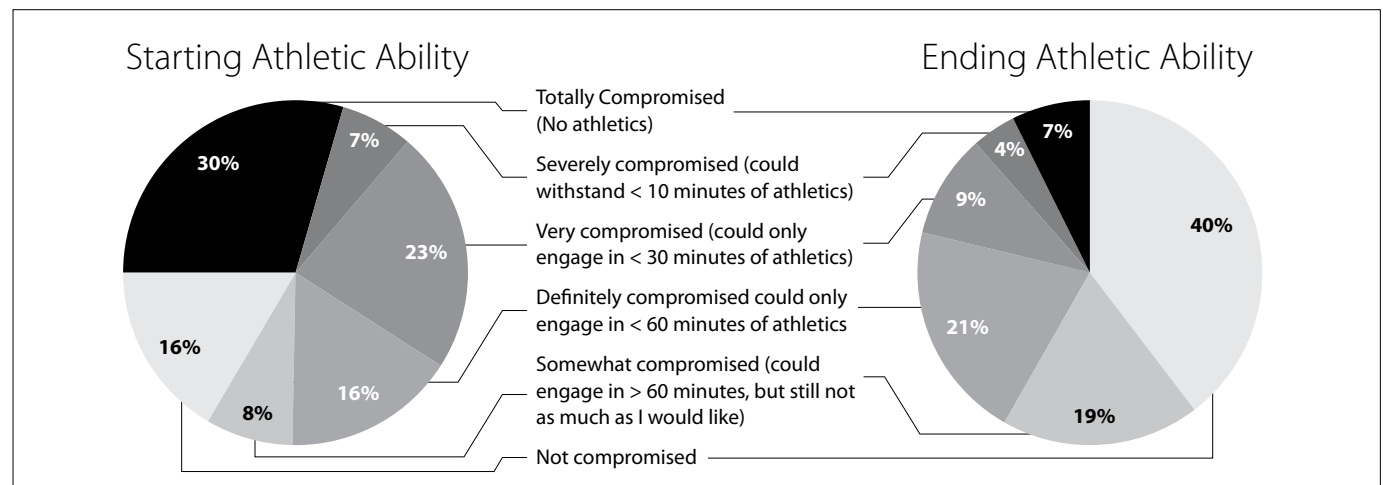 Starting Athletic Ability
Ending Athletic Ability
30%
7%
23%
16%
8%
16%
Totally Compromised
(No athletics)
Severely compromised (could
withstand < 10 minutes of athletics)
Very compromised (could only
engage in < 30 minutes of athletics)
Definitely compromised could only
engage in < 60 minutes of athletics
Somewhat compromised (could
engage in > 60 minutes, but still not
as much as I would like)
Not compromised
7%
4%
9%
21%
19%
40%